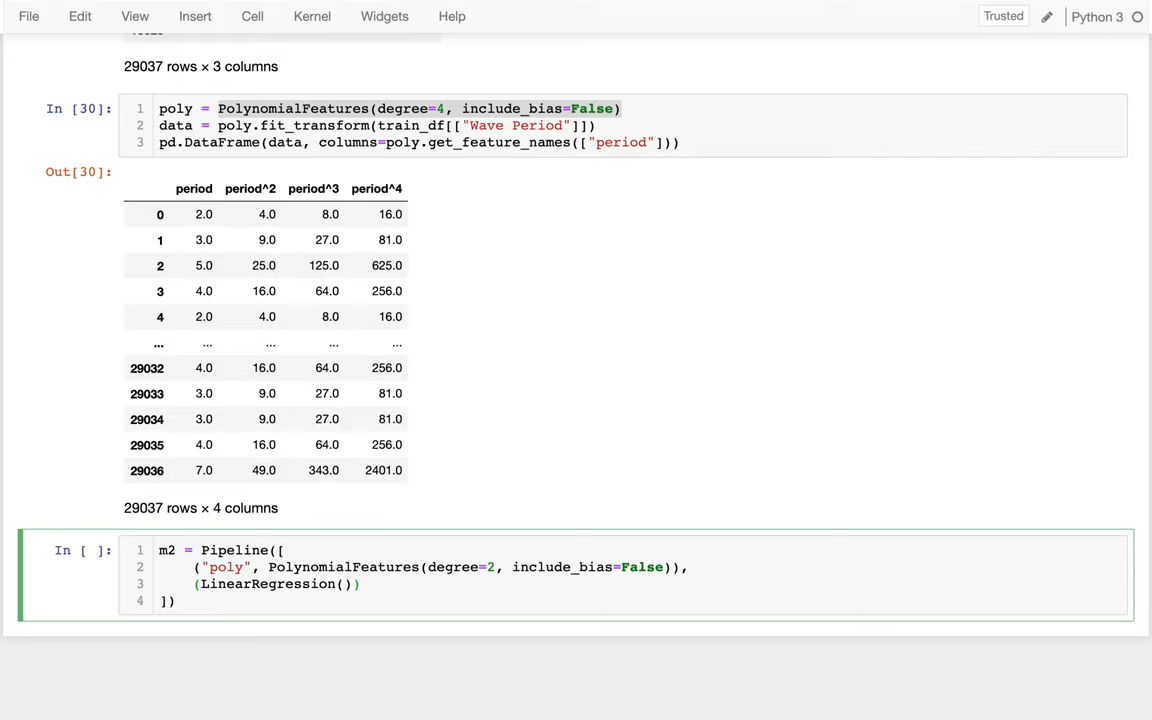 File Edit View Insert Cell Kernel Widgets Help Trusted Python 3
29037 rows × 3 columns
In [30]:
1 poly = PolynomialFeatures(degree=4, include_bias=False)
2 data = poly.fit_transform(train_df[["Wave Period"]])
3 pd.DataFrame(data, columns=poly.get_feature_names(["period"]))
Out[30]:
period period^2 period^3 period^4
0 2.0 4.0 8.0 16.0
1 3.0 9.0 27.0 81.0
2 5.0 25.0 125.0 625.0
3 4.0 16.0 64.0 256.0
4 2.0 4.0 8.0 16.0
... ... ... ... ...
29032 4.0 16.0 64.0 256.0
29033 3.0 9.0 27.0 81.0
29034 3.0 9.0 27.0 81.0
29035 4.0 16.0 64.0 256.0
29036 7.0 49.0 343.0 2401.0
29037 rows × 4 columns
In [ ]:
1 m2 = Pipeline([
2 ("poly", PolynomialFeatures(degree=2, include_bias=False)),
3 (LinearRegression())
4 ])